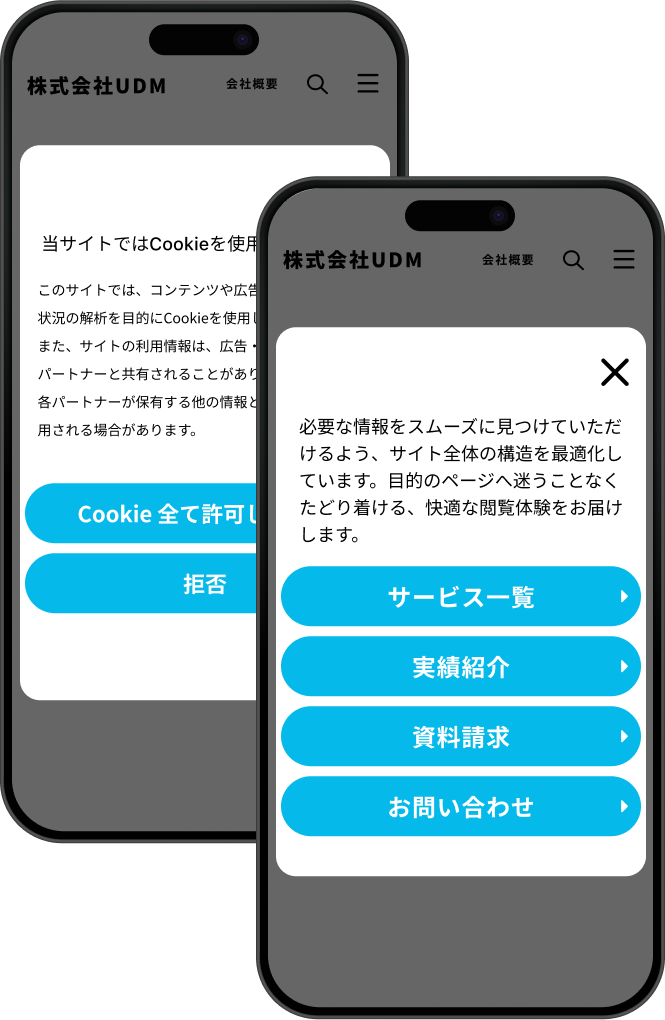 株式会社UDM
会社概要
当サイトではCookieを使用
このサイトでは、コンテンツや広告
状況の解析を目的にCookieを使用し
また、サイトの利用情報は、広告・
パートナーと共有されることがあり
各パートナーが保有する他の情報と
用される場合があります。
Cookie 全て許可し
拒否
株式会社UDM
会社概要
必要な情報をスムーズに見つけていただ
けるよう、サイト全体の構造を最適化し
ています。目的のページへ迷うことなく
たどり着ける、快適な閲覧体験をお届け
します。
サービス一覧
実績紹介
資料請求
お問い合わせ